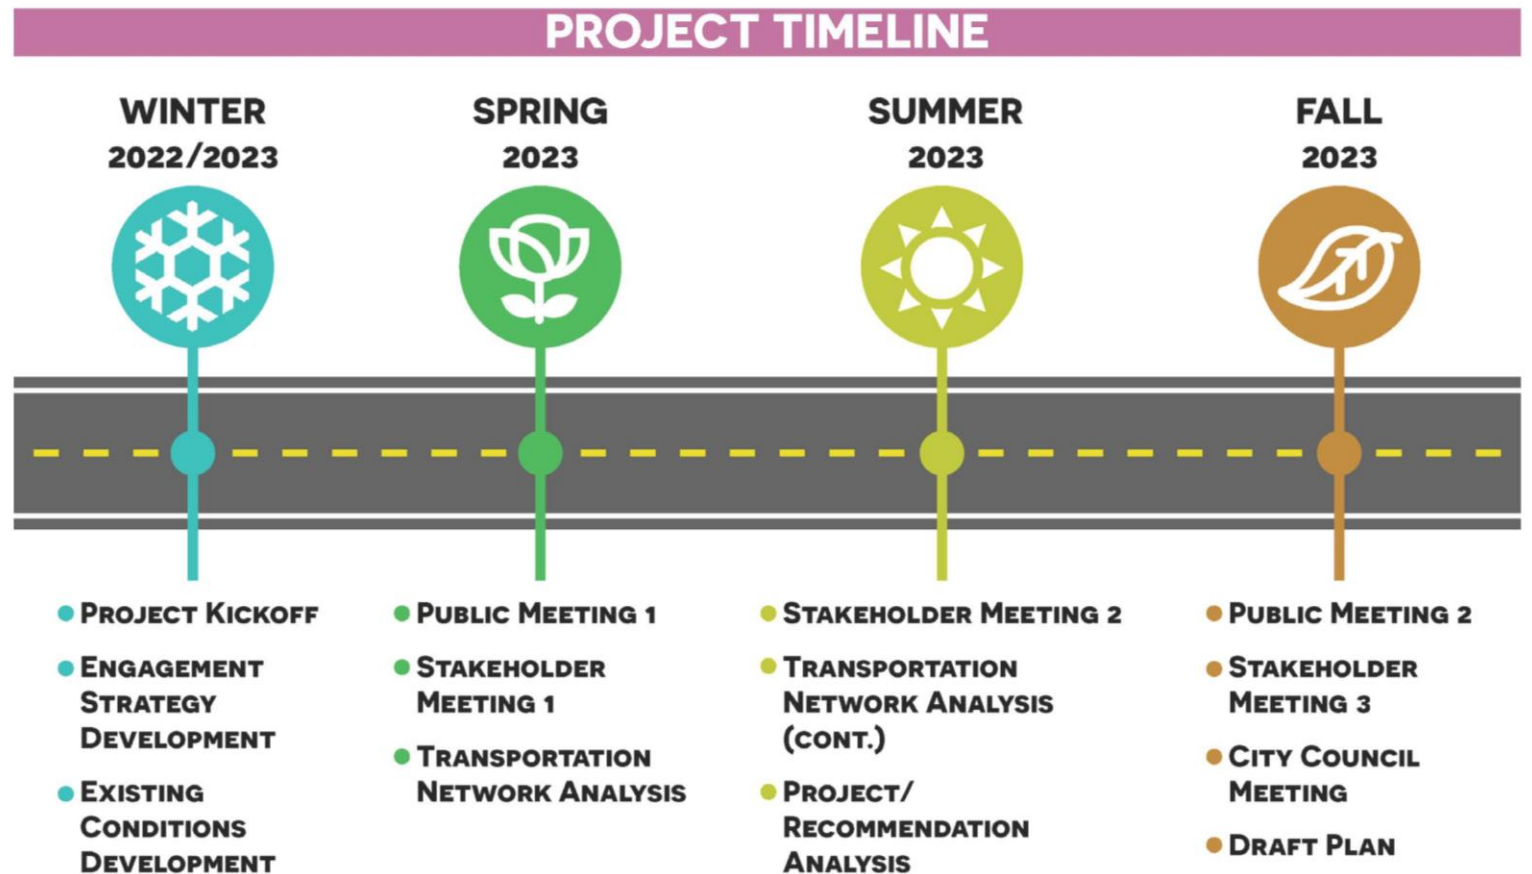 PROJECT TIMELINE
WINTER
2022/2023
SPRING
2023
SUMMER
2023
FALL
2023
PROJECT KICKOFF
ENGAGEMENT
STRATEGY
DEVELOPMENT
EXISTING
CONDITIONS
DEVELOPMENT
PUBLIC MEETING 1
STAKEHOLDER
MEETING 1
TRANSPORTATION
NETWORK ANALYSIS
STAKEHOLDER MEETING 2
TRANSPORTATION
NETWORK ANALYSIS
(CONT.)
PROJECT/
RECOMMENDATION
ANALYSIS
PUBLIC MEETING 2
STAKEHOLDER
MEETING 3
CITY COUNCIL
MEETING
DRAFT PLAN